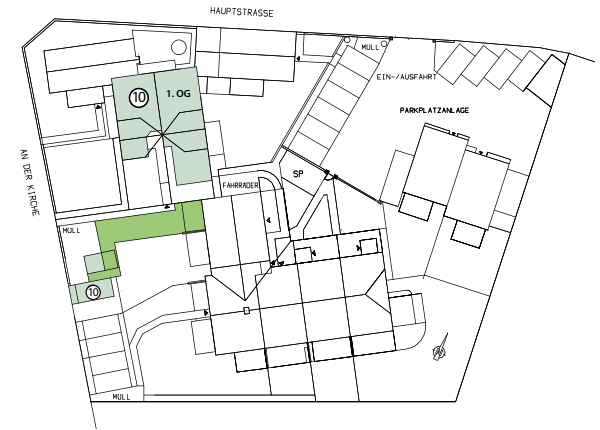 HAUPTSTRASSE
MÜLL
EIN-/AUSFAHRT
10
1. OG
PARKPLATZANLAGE
AN DER KIRCHE
SP
FAHRRÄDER
MÜLL
10
MÜLL